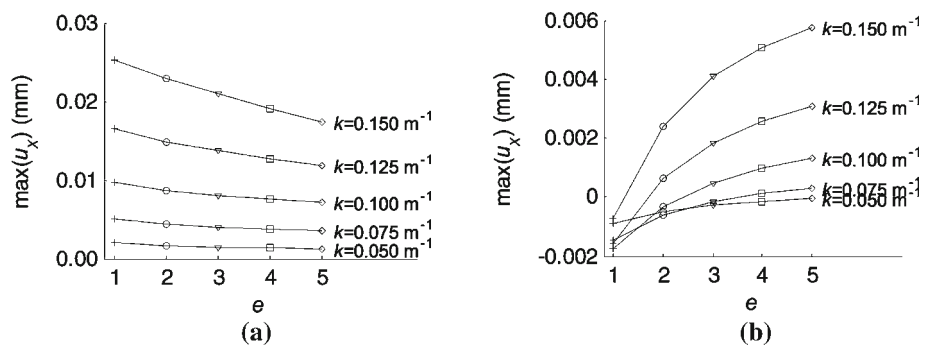 0.03
0.02
0.01
0.00
max(uχ) (mm)
k=0.150 m⁻¹
k=0.125 m⁻¹
k=0.100 m⁻¹
k=0.075 m⁻¹
k=0.050 m⁻¹
1 2 3 4 5
e
(a)
0.006
0.004
0.002
0
-0.002
max(uχ) (mm)
k=0.150 m⁻¹
k=0.125 m⁻¹
k=0.100 m⁻¹
k=0.075 m⁻¹
k=0.050 m⁻¹
1 2 3 4 5
e
(b)